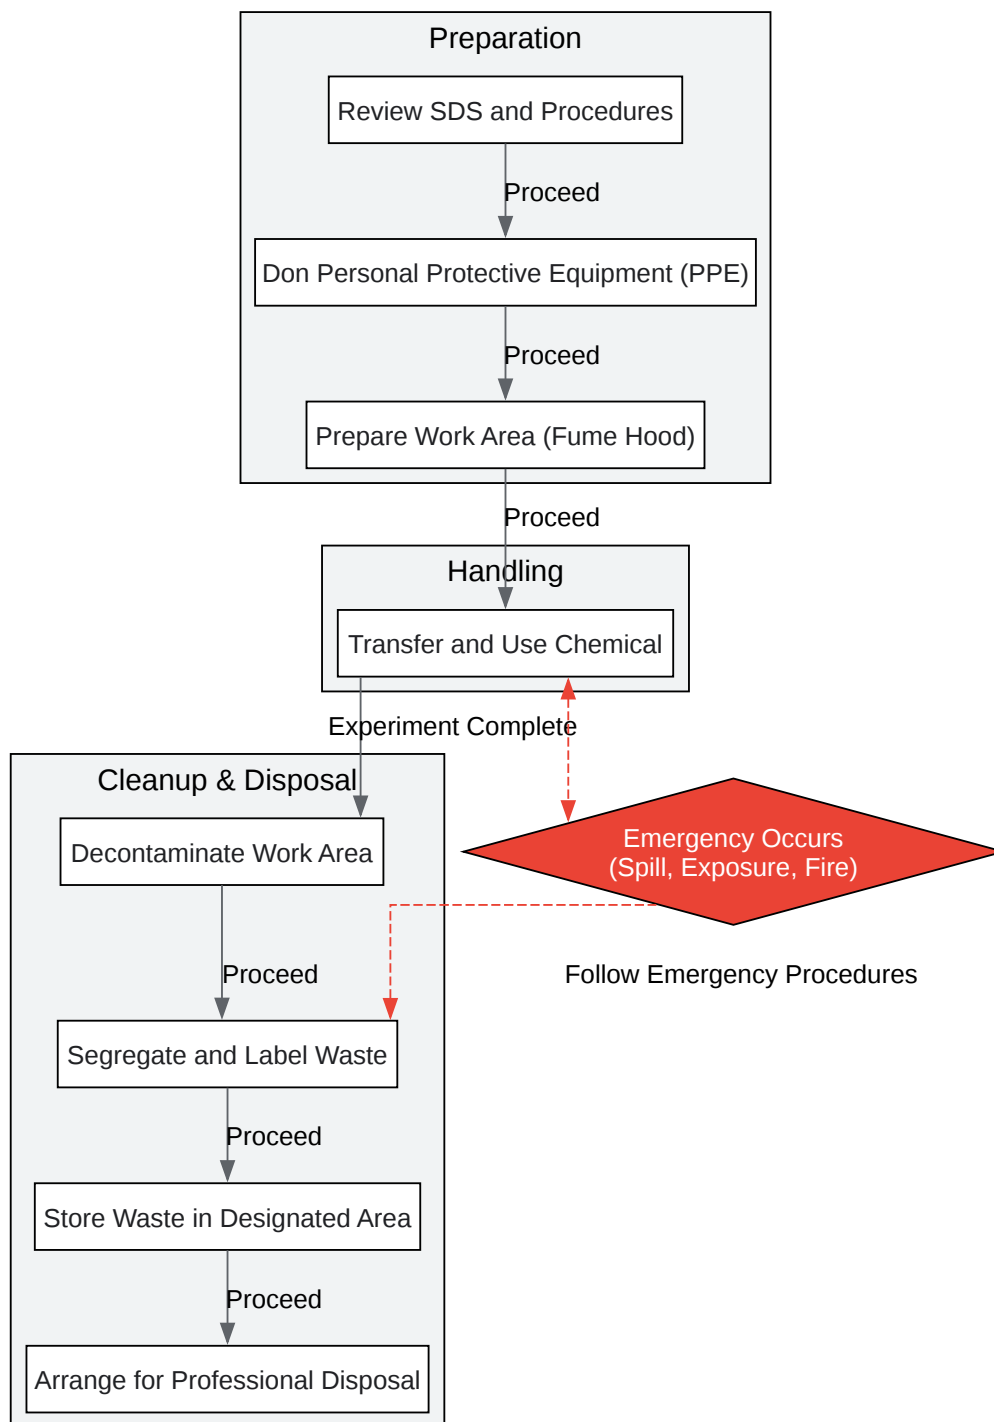 Preparation
Review SDS and Procedures
Proceed
Don Personal Protective Equipment (PPE)
Proceed
Prepare Work Area (Fume Hood)
Proceed
Handling
Transfer and Use Chemical
Experiment Complete
Cleanup & Disposal
Decontaminate Work Area
Emergency Occurs
(Spill, Exposure, Fire)
Proceed
Follow Emergency Procedures
Segregate and Label Waste
Proceed
Store Waste in Designated Area
Proceed
Arrange for Professional Disposal